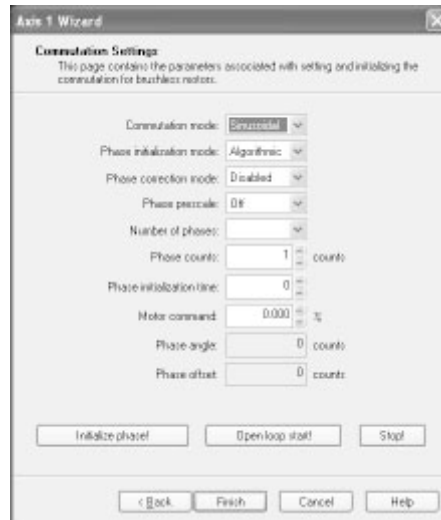 Axis 1 Wizard
Commutation Settings
This page contains the parameters associated with setting and initializing the
commutation for brushless motors.
Commutation mode: Sinusoidal
Phase initialization mode: Algorithmic
Phase correction mode: Disabled
Phase prescale: Off
Number of phases:
Phase counts: 1 counts
Phase initialization time: 0
Motor command: 0.000 %
Phase angle: 0 counts
Phase offset: 0 counts
Initialize phase! Open loop start! Stop!
< Back Finish Cancel Help